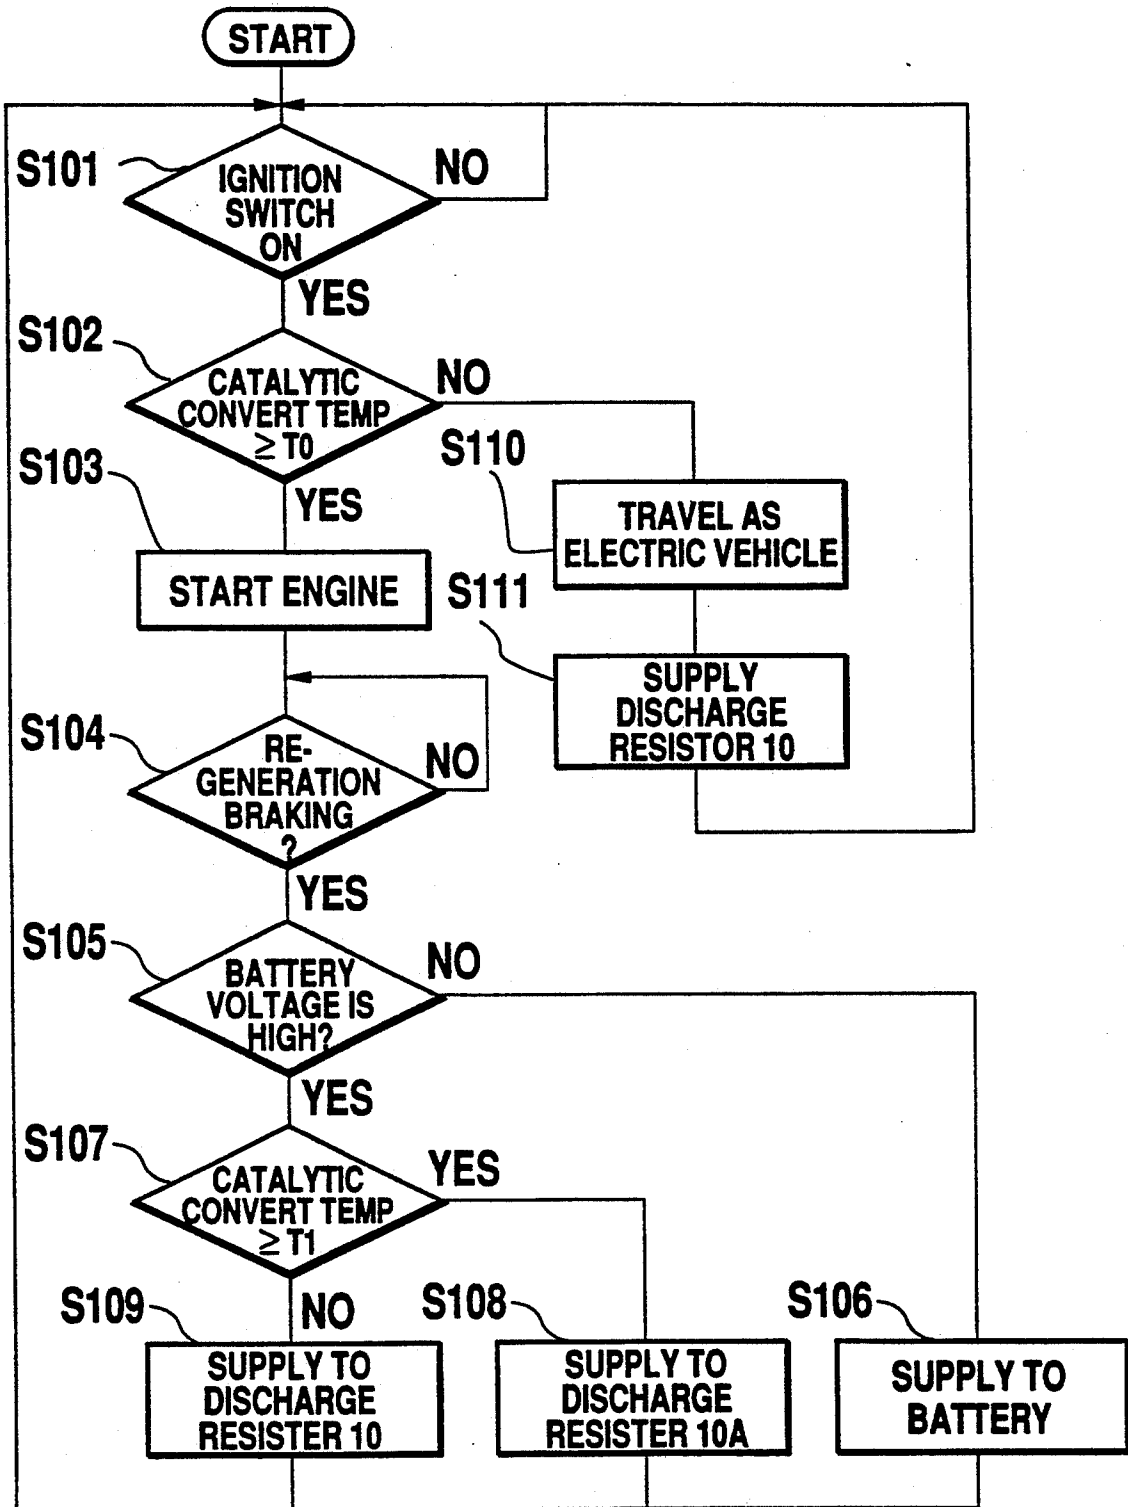 START
S101
IGNITION
SWITCH
ON
NO
YES
S102
CATALYTIC
CONVERT TEMP
≥ T0
NO
YES
S103
START ENGINE
S110
TRAVEL AS
ELECTRIC VEHICLE
S111
SUPPLY
DISCHARGE
RESISTOR 10
S104
RE-
GENERATION
BRAKING
?
NO
YES
S105
BATTERY
VOLTAGE IS
HIGH?
NO
YES
S107
CATALYTIC
CONVERT TEMP
≥ T1
YES
NO
S109
SUPPLY TO
DISCHARGE
RESISTER 10
S108
SUPPLY TO
DISCHARGE
RESISTER 10A
S106
SUPPLY TO
BATTERY